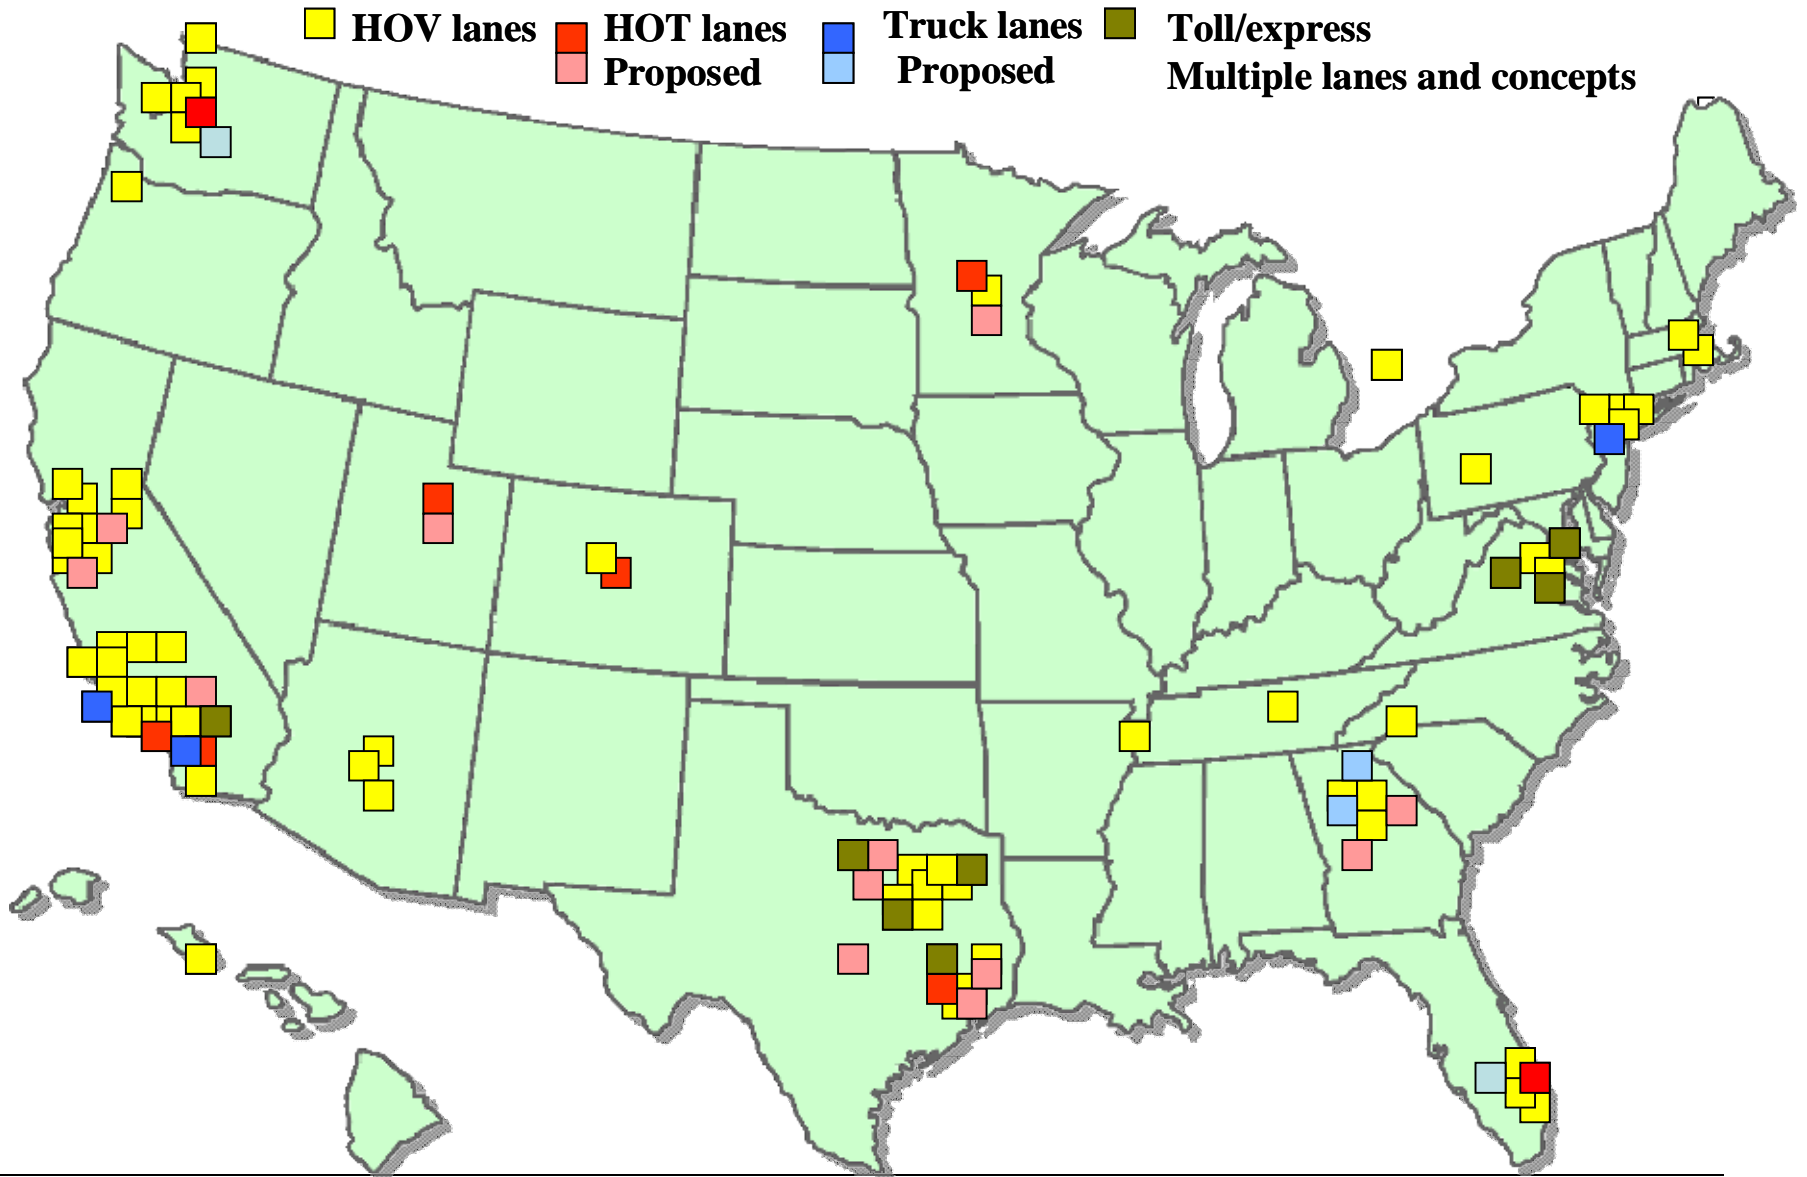 HOV lanes
HOT lanes
Proposed
Truck lanes
Proposed
Toll/express
Multiple lanes and concepts